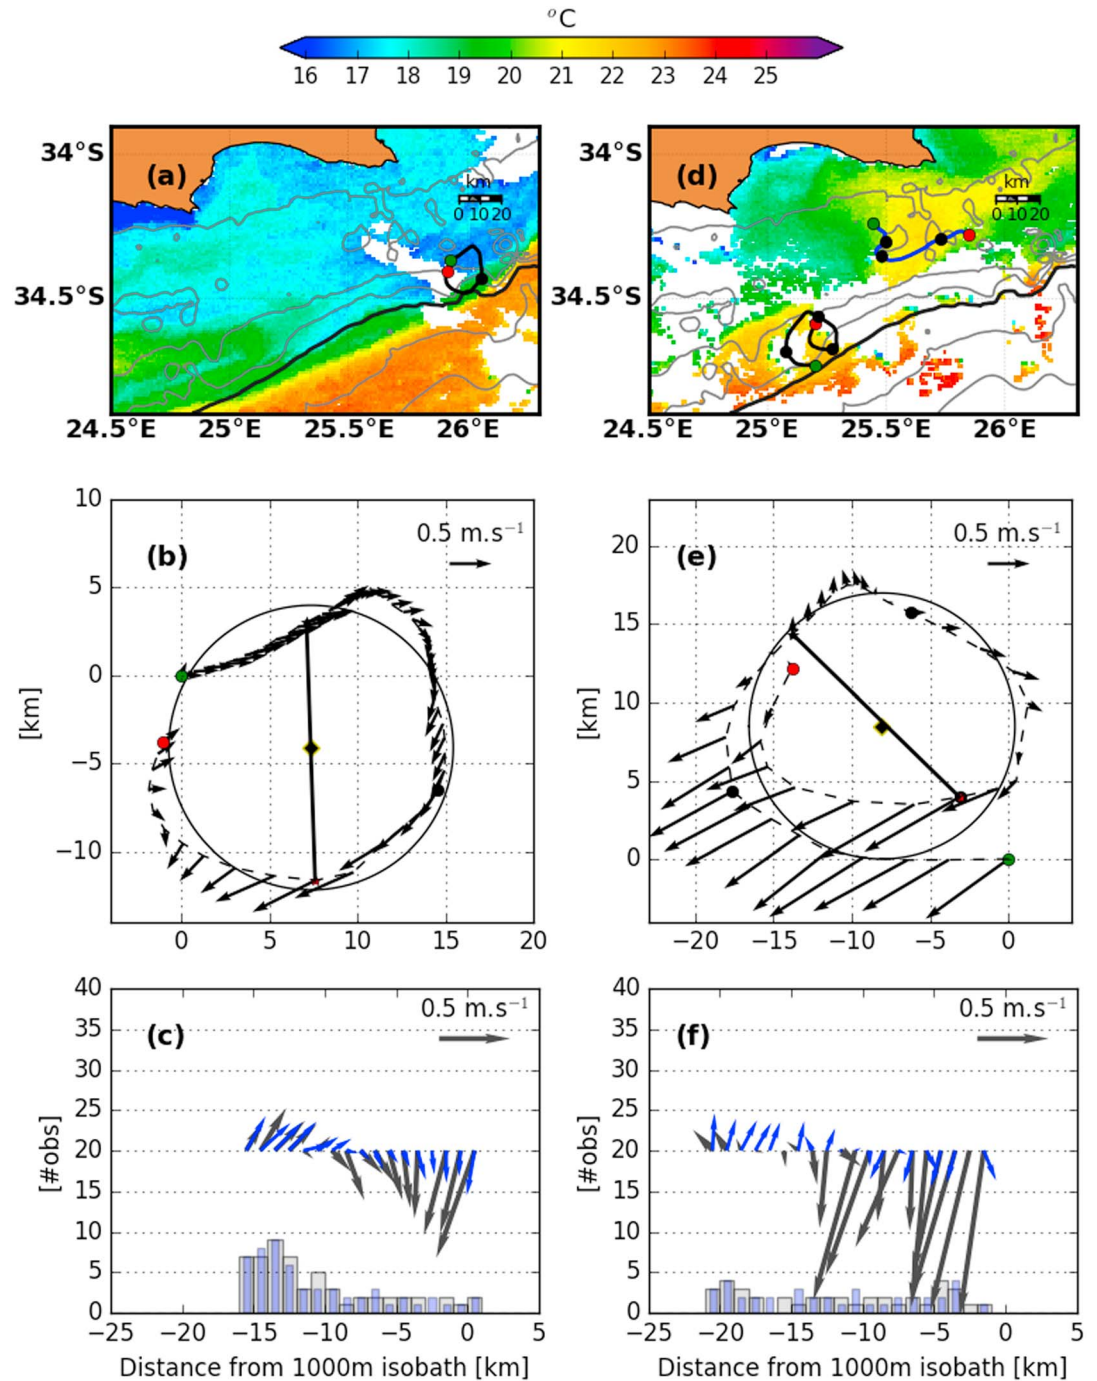 °C
16 17 18 19 20 21 22 23 24 25
34°S
34.5°S
(a)
km
0 10 20
24.5°E 25°E 25.5°E 26°E
34°S
34.5°S
(d)
km
0 10 20
24.5°E 25°E 25.5°E 26°E
10
5
0
−5
−10
[km]
(b)
0.5 m.s⁻¹
0 5 10 15 20
20
15
10
5
0
[km]
(e)
0.5 m.s⁻¹
−20 −15 −10 −5 0
40
35
30
25
20
15
10
5
0
[#obs]
(c)
0.5 m.s⁻¹
−25 −20 −15 −10 −5 0 5
Distance from 1000m isobath [km]
40
35
30
25
20
15
10
5
0
[#obs]
(f)
0.5 m.s⁻¹
−25 −20 −15 −10 −5 0 5
Distance from 1000m isobath [km]